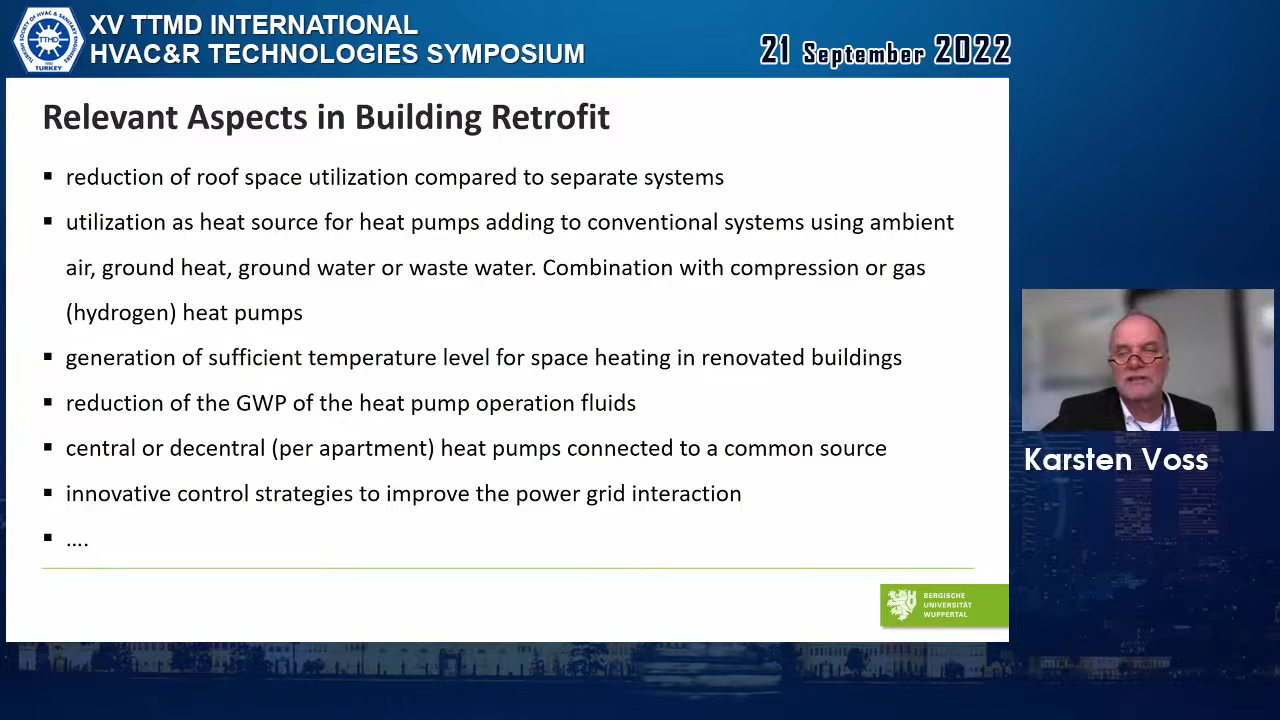 XV TTMD INTERNATIONAL
HVAC&R TECHNOLOGIES SYMPOSIUM
21 September 2022
TTMD
TURKEY
Relevant Aspects in Building Retrofit
▪ reduction of roof space utilization compared to separate systems
▪ utilization as heat source for heat pumps adding to conventional systems using ambient
air, ground heat, ground water or waste water. Combination with compression or gas
(hydrogen) heat pumps
▪ generation of sufficient temperature level for space heating in renovated buildings
▪ reduction of the GWP of the heat pump operation fluids
▪ central or decentral (per apartment) heat pumps connected to a common source
▪ innovative control strategies to improve the power grid interaction
▪ ....
Karsten Voss
BERGISCHE
UNIVERSITÄT
WUPPERTAL